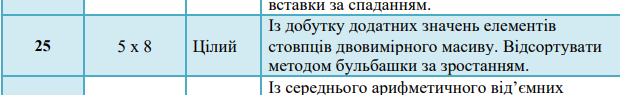 вставки за спаданням.
25 5 х 8 Цілий Із добутку додатних значень елементів
стовпців двовимірного масиву. Відсортувати
методом бульбашки за зростанням.
Із середнього арифметичного від’ємних